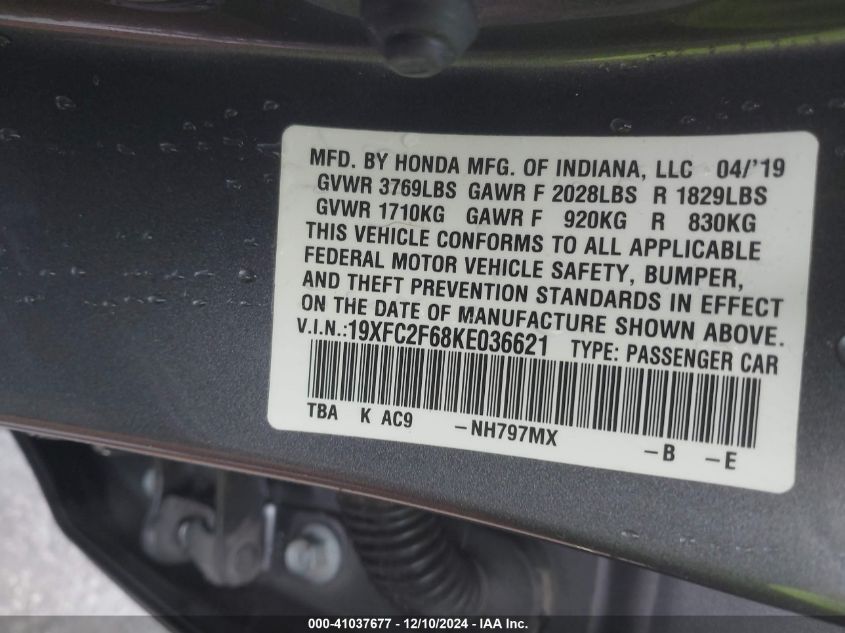 MFD. BY HONDA MFG. OF INDIANA, LLC 04/'19
GVWR 3769LBS GAWR F 2028LBS R 1829LBS
GVWR 1710KG GAWR F 920KG R 830KG
THIS VEHICLE CONFORMS TO ALL APPLICABLE
FEDERAL MOTOR VEHICLE SAFETY, BUMPER,
AND THEFT PREVENTION STANDARDS IN EFFECT
ON THE DATE OF MANUFACTURE SHOWN ABOVE.
V.I.N.:19XFC2F68KE036621 TYPE: PASSENGER CAR
TBA K AC9 -NH797MX -B -E
000-41037677 - 12/10/2024 - IAA Inc.